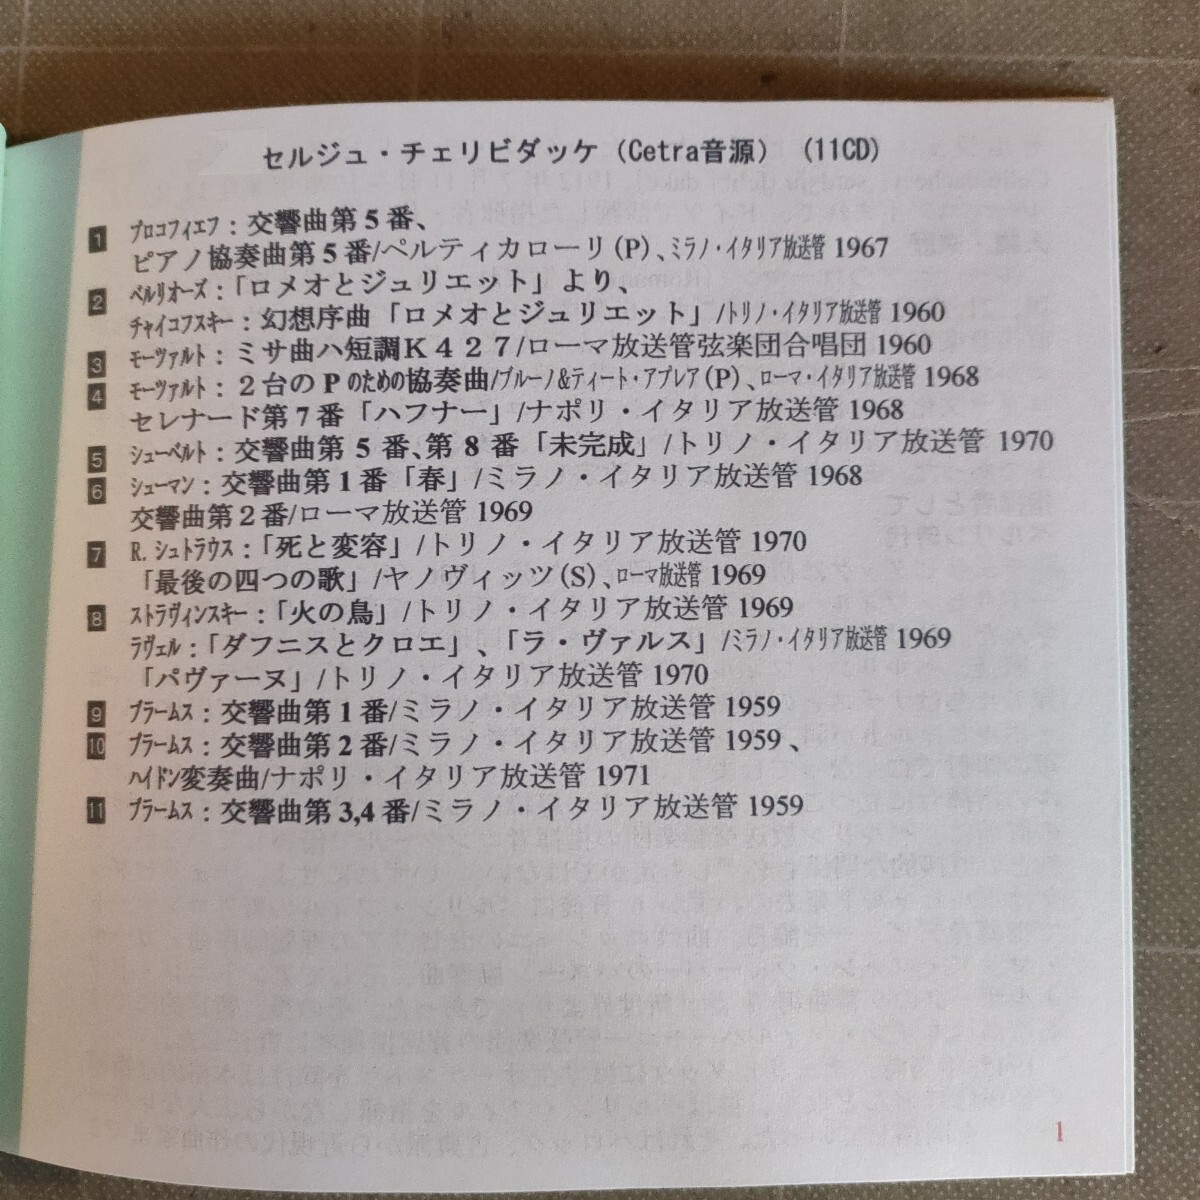 セルジュ・チェリビダッケ（Cetra音源）（11CD）
1 プロコフィエフ：交響曲第５番、
ピアノ協奏曲第５番/ペルティカローリ(P)、ミラノ・イタリア放送管 1967
2 ベルリオーズ：「ロメオとジュリエット」より、
チャイコフスキー：幻想序曲「ロメオとジュリエット」/トリノ・イタリア放送管 1960
3 モーツァルト：ミサ曲ハ短調Ｋ４２７/ローマ放送管弦楽団合唱団 1960
4 モーツァルト：２台のＰのための協奏曲/ブルーノ&ティート・アプレア(P)、ローマ・イタリア放送管 1968
セレナード第７番「ハフナー」/ナポリ・イタリア放送管 1968
5 シューベルト：交響曲第５番、第８番「未完成」/トリノ・イタリア放送管 1970
6 シューマン：交響曲第１番「春」/ミラノ・イタリア放送管 1968
交響曲第２番/ローマ放送管 1969
7 R.シュトラウス：「死と変容」/トリノ・イタリア放送管 1970
「最後の四つの歌」/ヤノヴィッツ(S)、ローマ放送管 1969
8 ストラヴィンスキー：「火の鳥」/トリノ・イタリア放送管 1969
ラヴェル：「ダフニスとクロエ」、「ラ・ヴァルス」/ミラノ・イタリア放送管 1969
「パヴァーヌ」/トリノ・イタリア放送管 1970
9 ブラームス：交響曲第１番/ミラノ・イタリア放送管 1959
10 ブラームス：交響曲第２番/ミラノ・イタリア放送管 1959、
ハイドン変奏曲/ナポリ・イタリア放送管 1971
11 ブラームス：交響曲第3,4番/ミラノ・イタリア放送管 1959
1